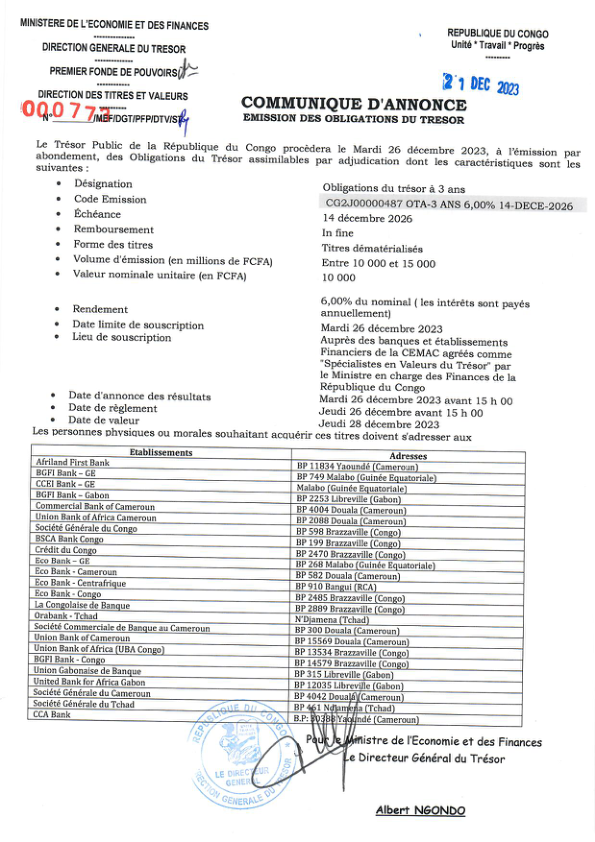 MINISTERE DE L'ECONOMIE ET DES FINANCES
DIRECTION GENERALE DU TRESOR
PREMIER FONDE DE POUVOIRS
DIRECTION DES TITRES ET VALEURS
N° 000772/MEF/DGT/PFP/DTV/ST
REPUBLIQUE DU CONGO
Unité * Travail * Progrès
21 DEC 2023
COMMUNIQUE D'ANNONCE
EMISSION DES OBLIGATIONS DU TRESOR
Le Trésor Public de la République du Congo procèdera le Mardi 26 décembre 2023, à l'émission par
abondement, des Obligations du Trésor assimilables par adjudication dont les caractéristiques sont les
suivantes :
• Désignation Obligations du trésor à 3 ans
• Code Emission CG2J00000487 OTA-3 ANS 6,00% 14-DECE-2026
• Échéance 14 décembre 2026
• Remboursement In fine
• Forme des titres Titres dématérialisés
• Volume d'émission (en millions de FCFA) Entre 10 000 et 15 000
• Valeur nominale unitaire (en FCFA) 10 000
• Rendement 6,00% du nominal ( les intérêts sont payés
annuellement)
• Date limite de souscription Mardi 26 décembre 2023
• Lieu de souscription Auprès des banques et établissements
Financiers de la CEMAC agréés comme
"Spécialistes en Valeurs du Trésor" par
le Ministre en charge des Finances de la
République du Congo
• Date d'annonce des résultats Mardi 26 décembre 2023 avant 15 h 00
• Date de règlement Jeudi 26 décembre avant 15 h 00
• Date de valeur Jeudi 28 décembre 2023
Les personnes physiques ou morales souhaitant acquérir ces titres doivent s'adresser aux
Etablissements Adresses
Afriland First Bank BP 11834 Yaoundé (Cameroun)
BGFI Bank – GE BP 749 Malabo (Guinée Equatoriale)
CCEI Bank – GE Malabo (Guinée Equatoriale)
BGFI Bank – Gabon BP 2253 Libreville (Gabon)
Commercial Bank of Cameroun BP 4004 Douala (Cameroun)
Union Bank of Africa Cameroun BP 2088 Douala (Cameroun)
Société Générale du Congo BP 598 Brazzaville (Congo)
BSCA Bank Congo BP 199 Brazzaville (Congo)
Crédit du Congo BP 2470 Brazzaville (Congo)
Eco Bank – GE BP 268 Malabo (Guinée Equatoriale)
Eco Bank - Cameroun BP 582 Douala (Cameroun)
Eco Bank - Centrafrique BP 910 Bangui (RCA)
Eco Bank - Congo BP 2485 Brazzaville (Congo)
La Congolaise de Banque BP 2889 Brazzaville (Congo)
Orabank - Tchad N'Djamena (Tchad)
Société Commerciale de Banque au Cameroun BP 300 Douala (Cameroun)
Union Bank of Cameroun BP 15569 Douala (Cameroun)
Union Bank of Africa (UBA Congo) BP 13534 Brazzaville (Congo)
BGFI Bank - Congo BP 14579 Brazzaville (Congo)
Union Gabonaise de Banque BP 315 Libreville (Gabon)
United Bank for Africa Gabon BP 12035 Libreville (Gabon)
Société Générale du Cameroun BP 4042 Douala (Cameroun)
Société Générale du Tchad BP 461 Ndjamena (Tchad)
CCA Bank B.P: 30388 Yaoundé (Cameroun)
REPUBLIQUE DU CONGO
LE DIRECTEUR
GENERAL
DIRECTION GENERALE DU TRESOR
Pour le Ministre de l'Economie et des Finances
Le Directeur Général du Trésor
Albert NGONDO